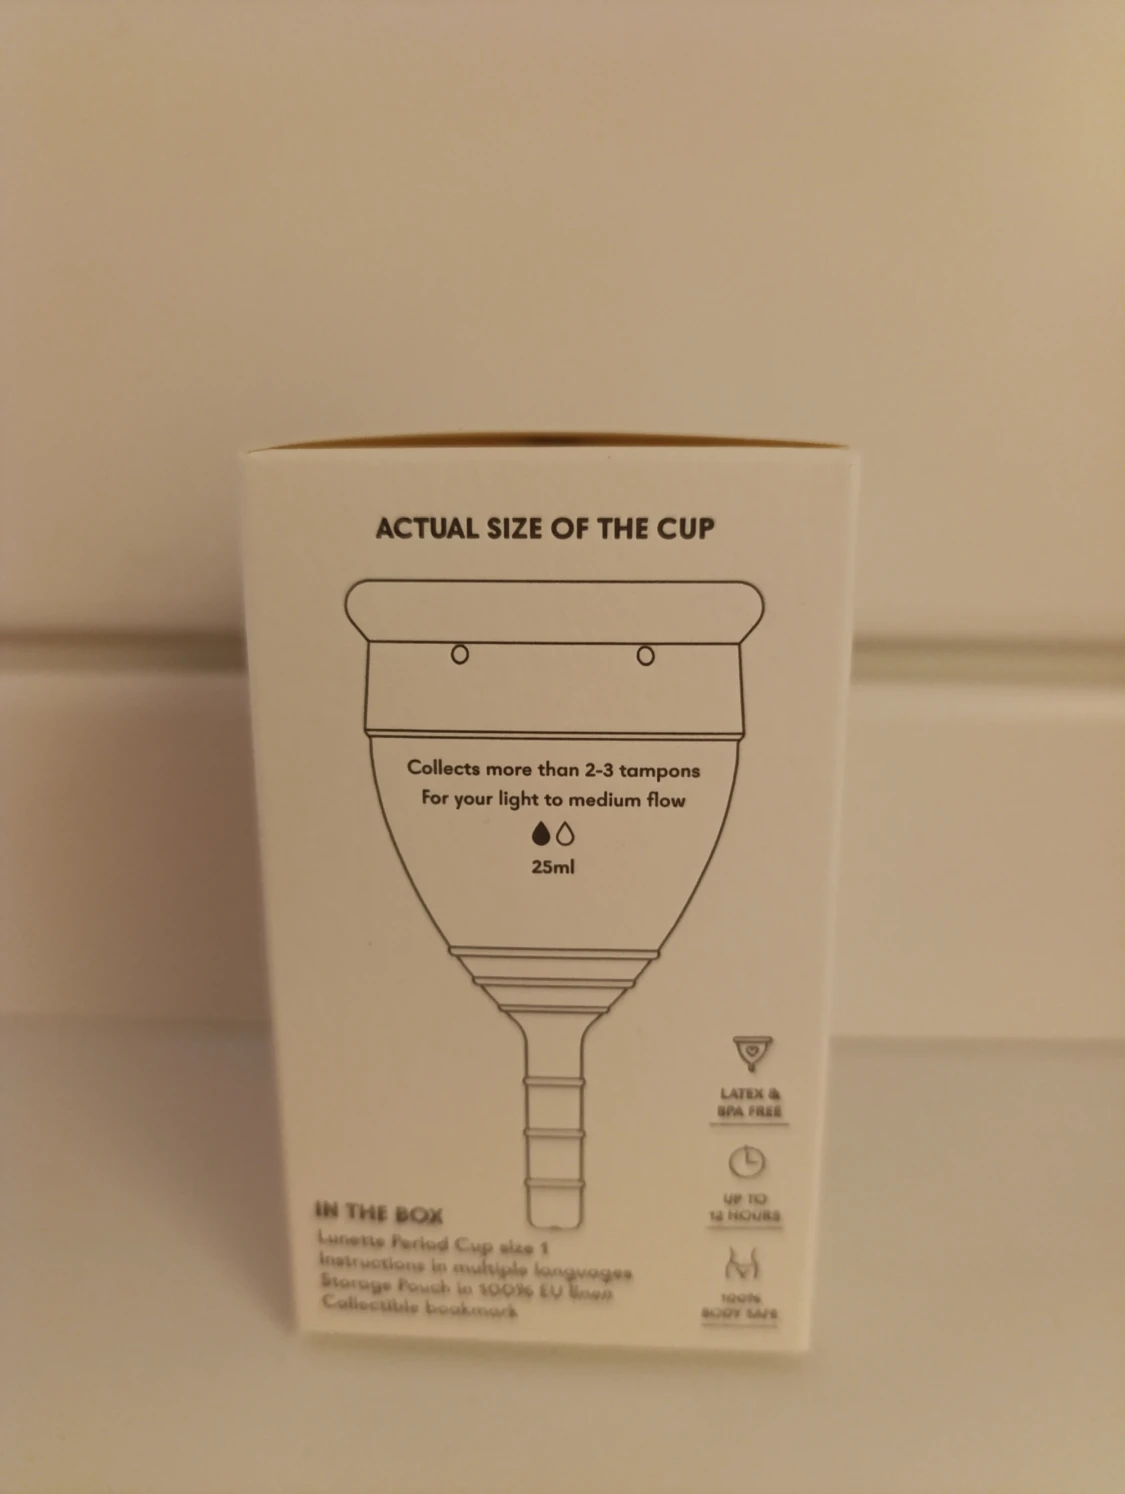 ACTUAL SIZE OF THE CUP
Collects more than 2-3 tampons
For your light to medium flow
25ml
LATEX &
BPA FREE
UP TO
12 HOURS
100%
BODY SAFE
IN THE BOX
Lunette Period Cup size 1
Instructions in multiple languages
Storage Pouch in 100% EU linen
Collectible bookmark